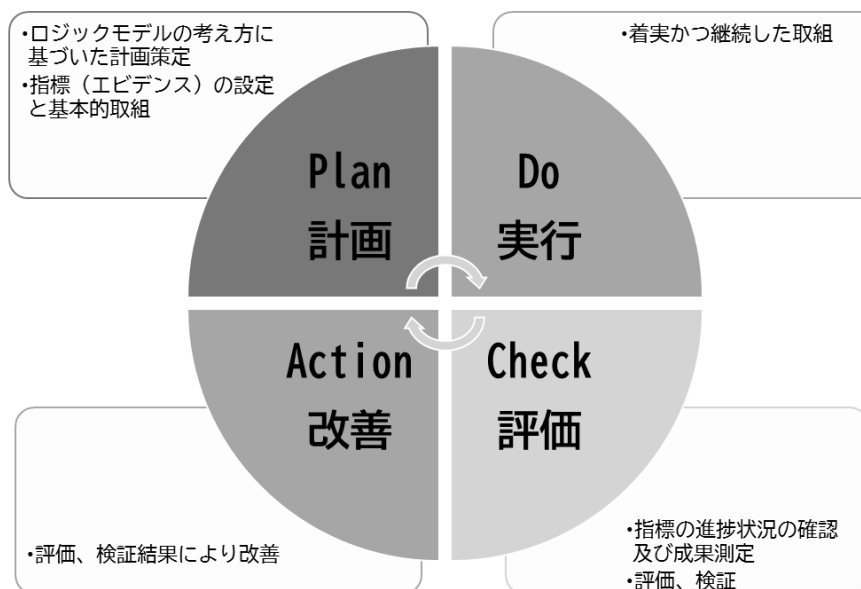 ・ロジックモデルの考え方に
基づいた計画策定
・指標（エビデンス）の設定
と基本的取組
・着実かつ継続した取組
Plan
計画
Do
実行
Action
改善
Check
評価
・評価、検証結果により改善
・指標の進捗状況の確認
及び成果測定
・評価、検証